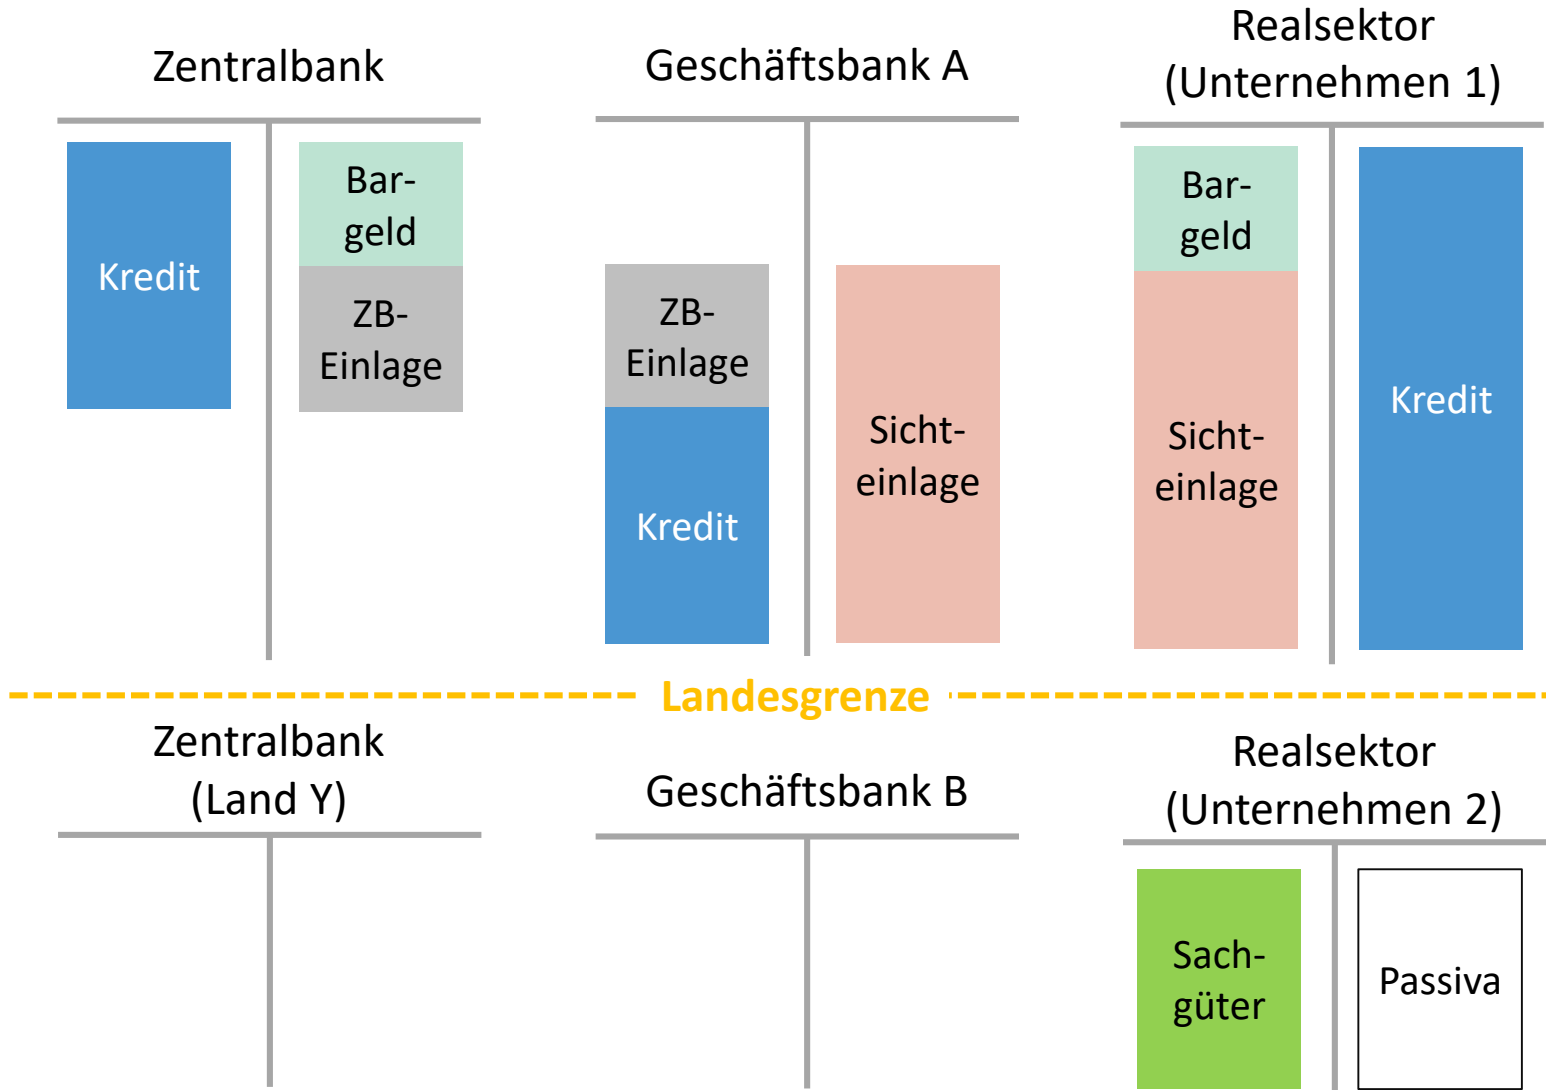 Zentralbank
Bar-
geld
Kredit
ZB-
Einlage
Geschäftsbank A
ZB-
Einlage
Sicht-
einlage
Kredit
Realsektor
(Unternehmen 1)
Bar-
geld
Kredit
Sicht-
einlage
Landesgrenze
Zentralbank
(Land Y)
Geschäftsbank B
Realsektor
(Unternehmen 2)
Sach-
güter
Passiva